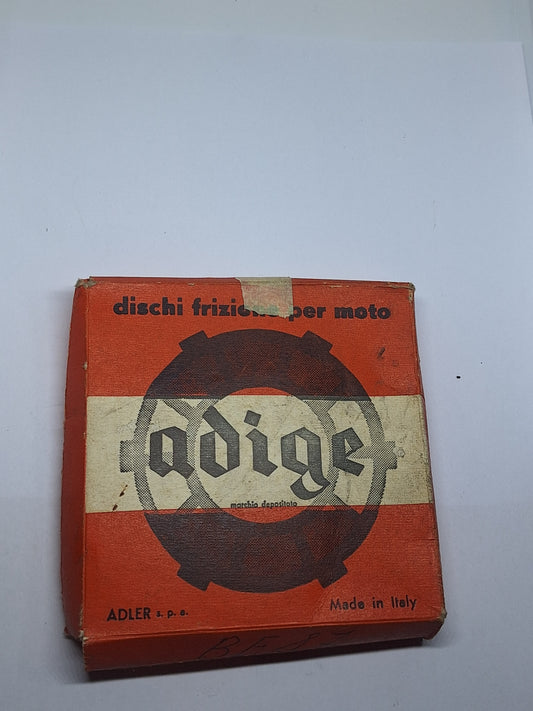 dischi frizione per moto
adige
marchio depositato
ADLER s. p. a.
Made in Italy